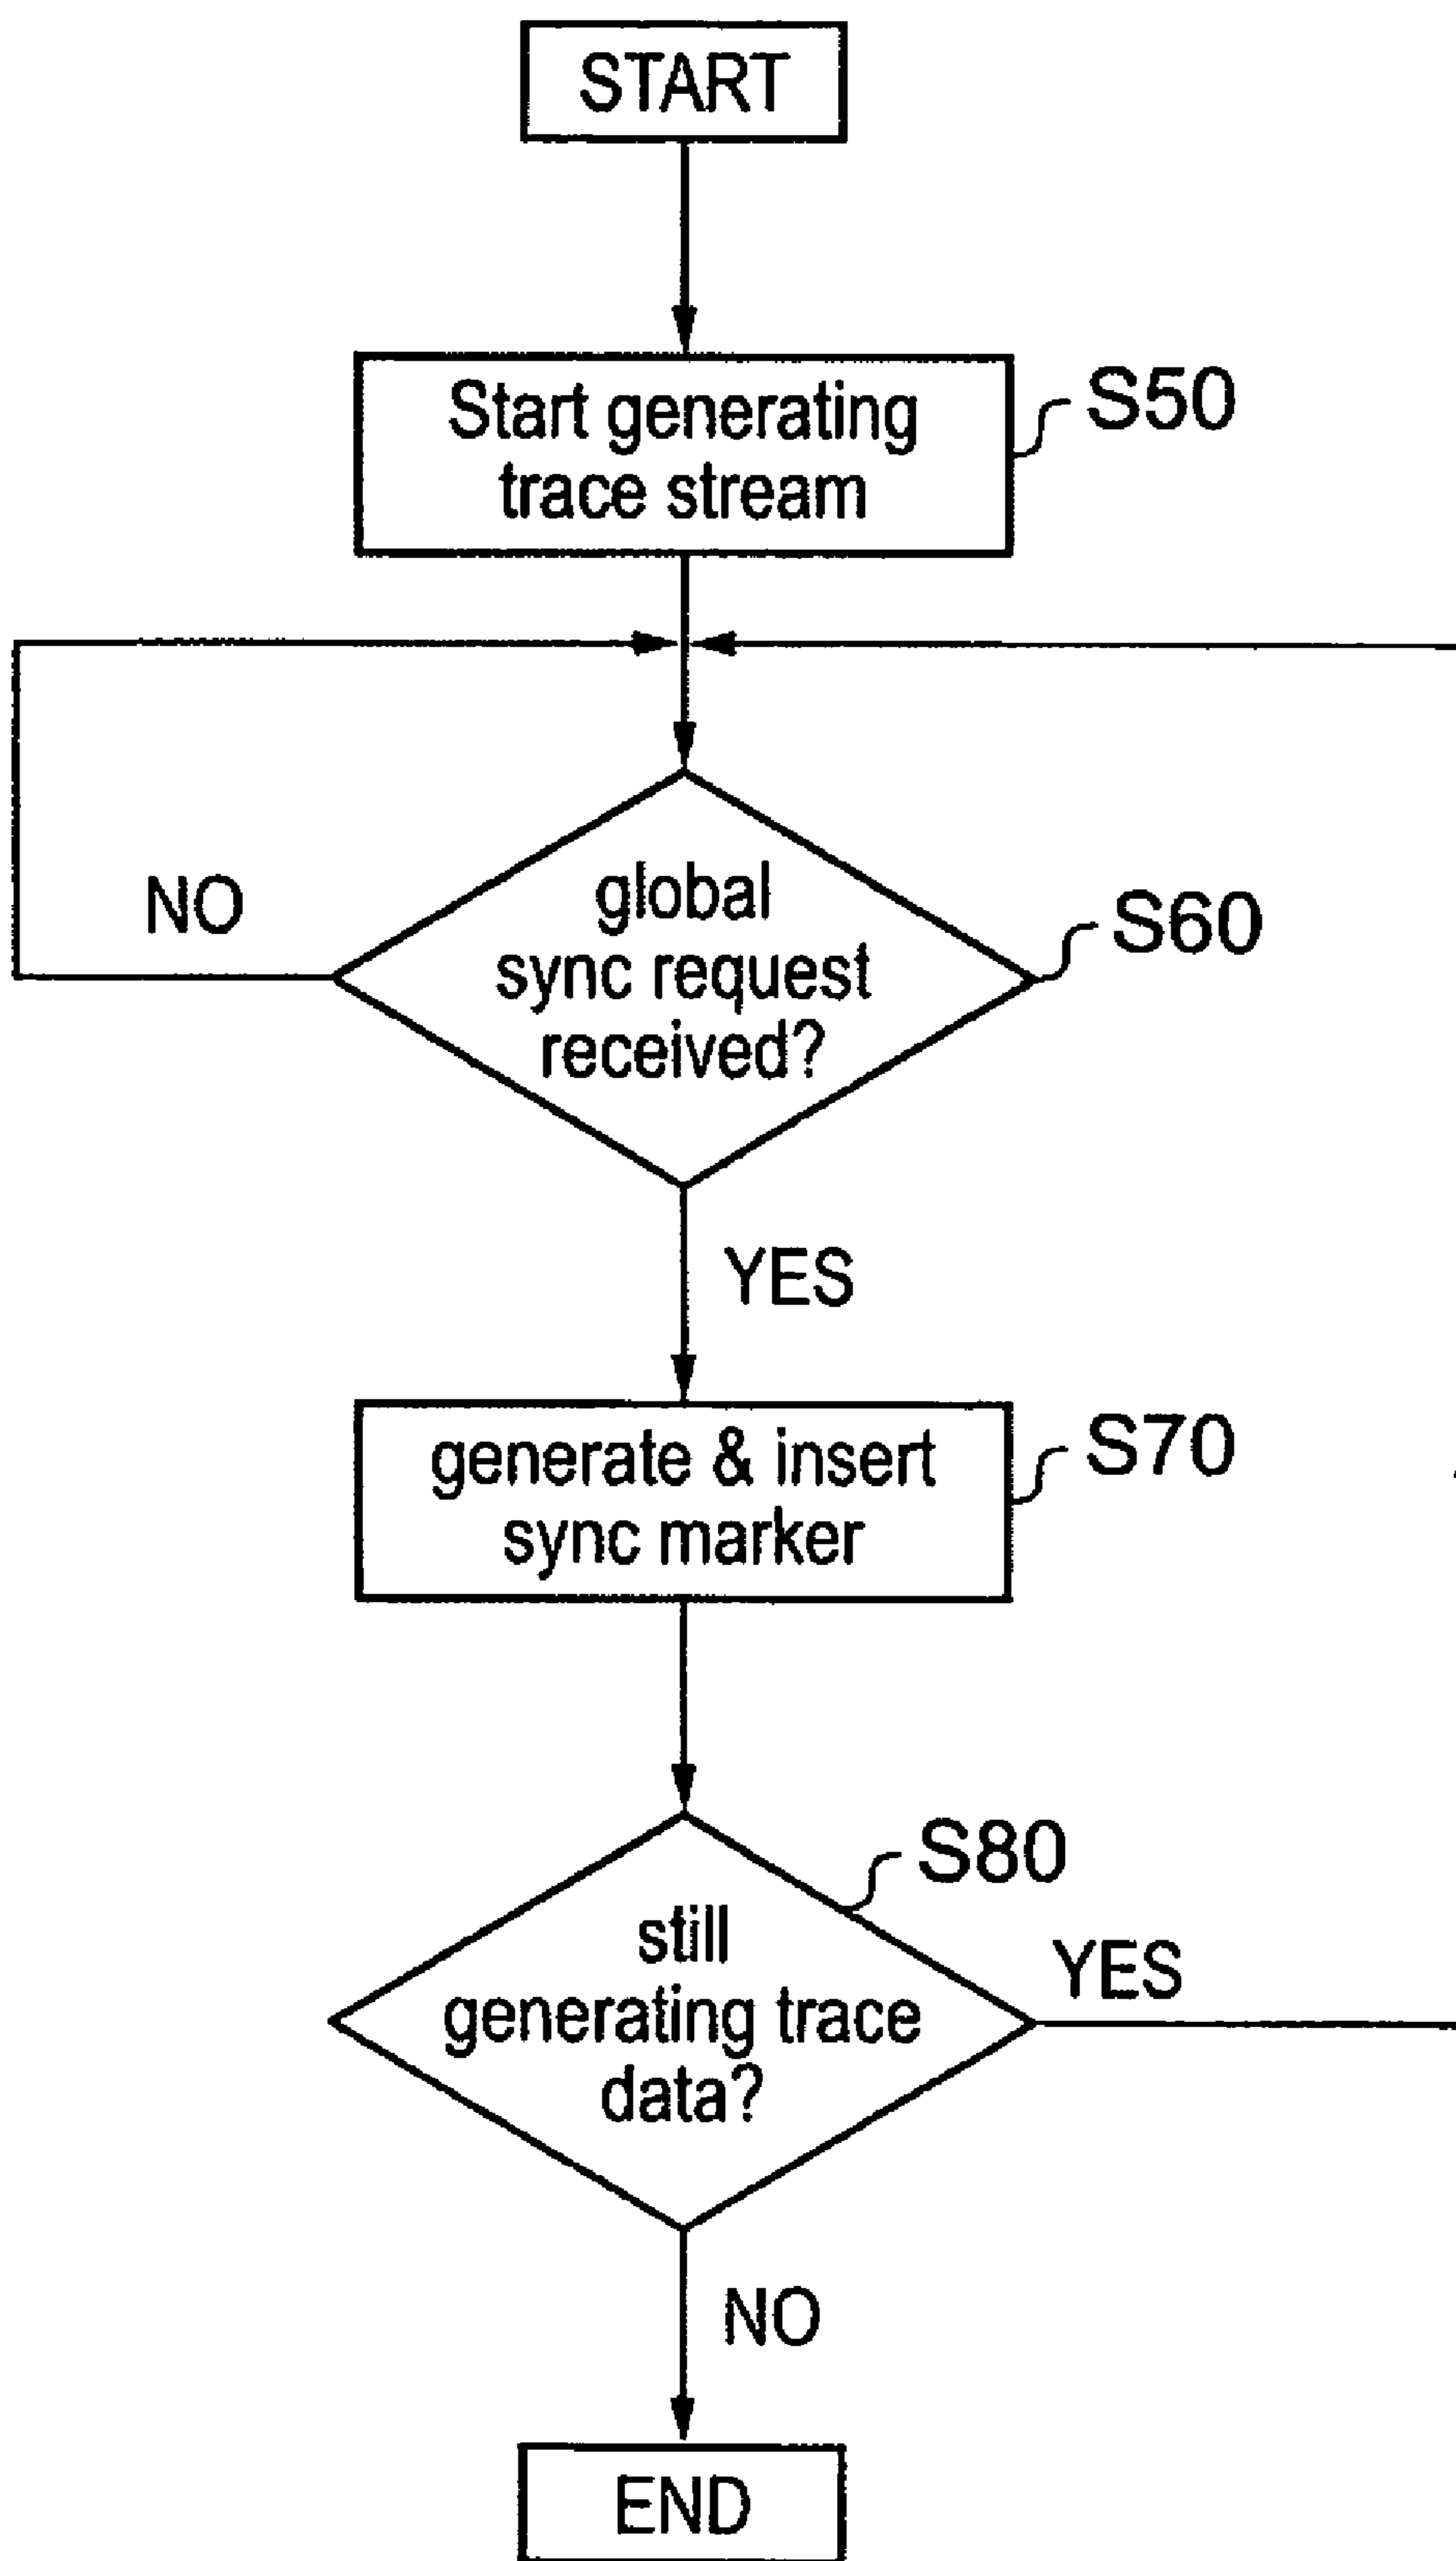 START
Start generating
trace stream
S50
NO
global
sync request
received?
S60
YES
generate & insert
sync marker
S70
S80
still
generating trace
data?
YES
NO
END